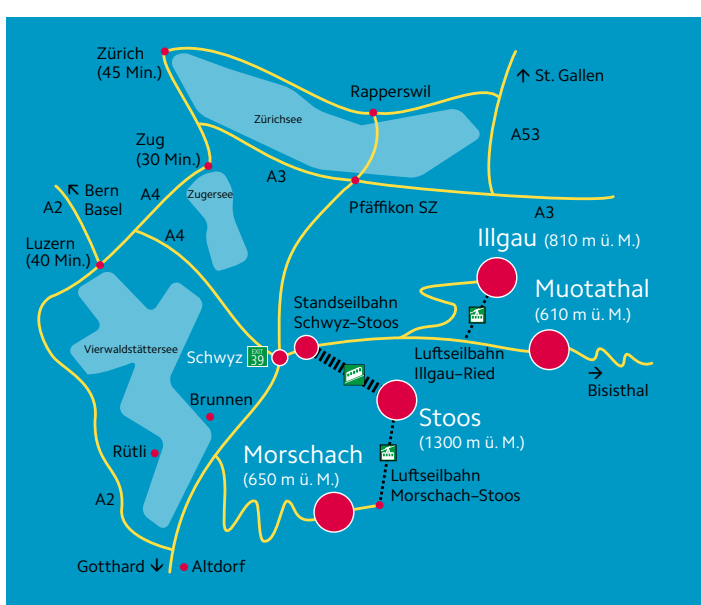 Zürich
(45 Min.)
St. Gallen
Rapperswil
Zürichsee
A53
Zug
(30 Min.)
A3
Bern
Basel
A2
A4
Zugersee
Pfäffikon SZ
A3
A4
Luzern
(40 Min.)
Illgau (810 m ü. M.)
Muotathal
(610 m ü. M.)
Standseilbahn
Schwyz–Stoos
Vierwaldstättersee
Schwyz
EXIT
39
Luftseilbahn
Illgau–Ried
Bisisthal
Brunnen
Stoos
(1300 m ü. M.)
Rütli
Morschach
(650 m ü. M.)
Luftseilbahn
Morschach–Stoos
A2
Gotthard
Altdorf